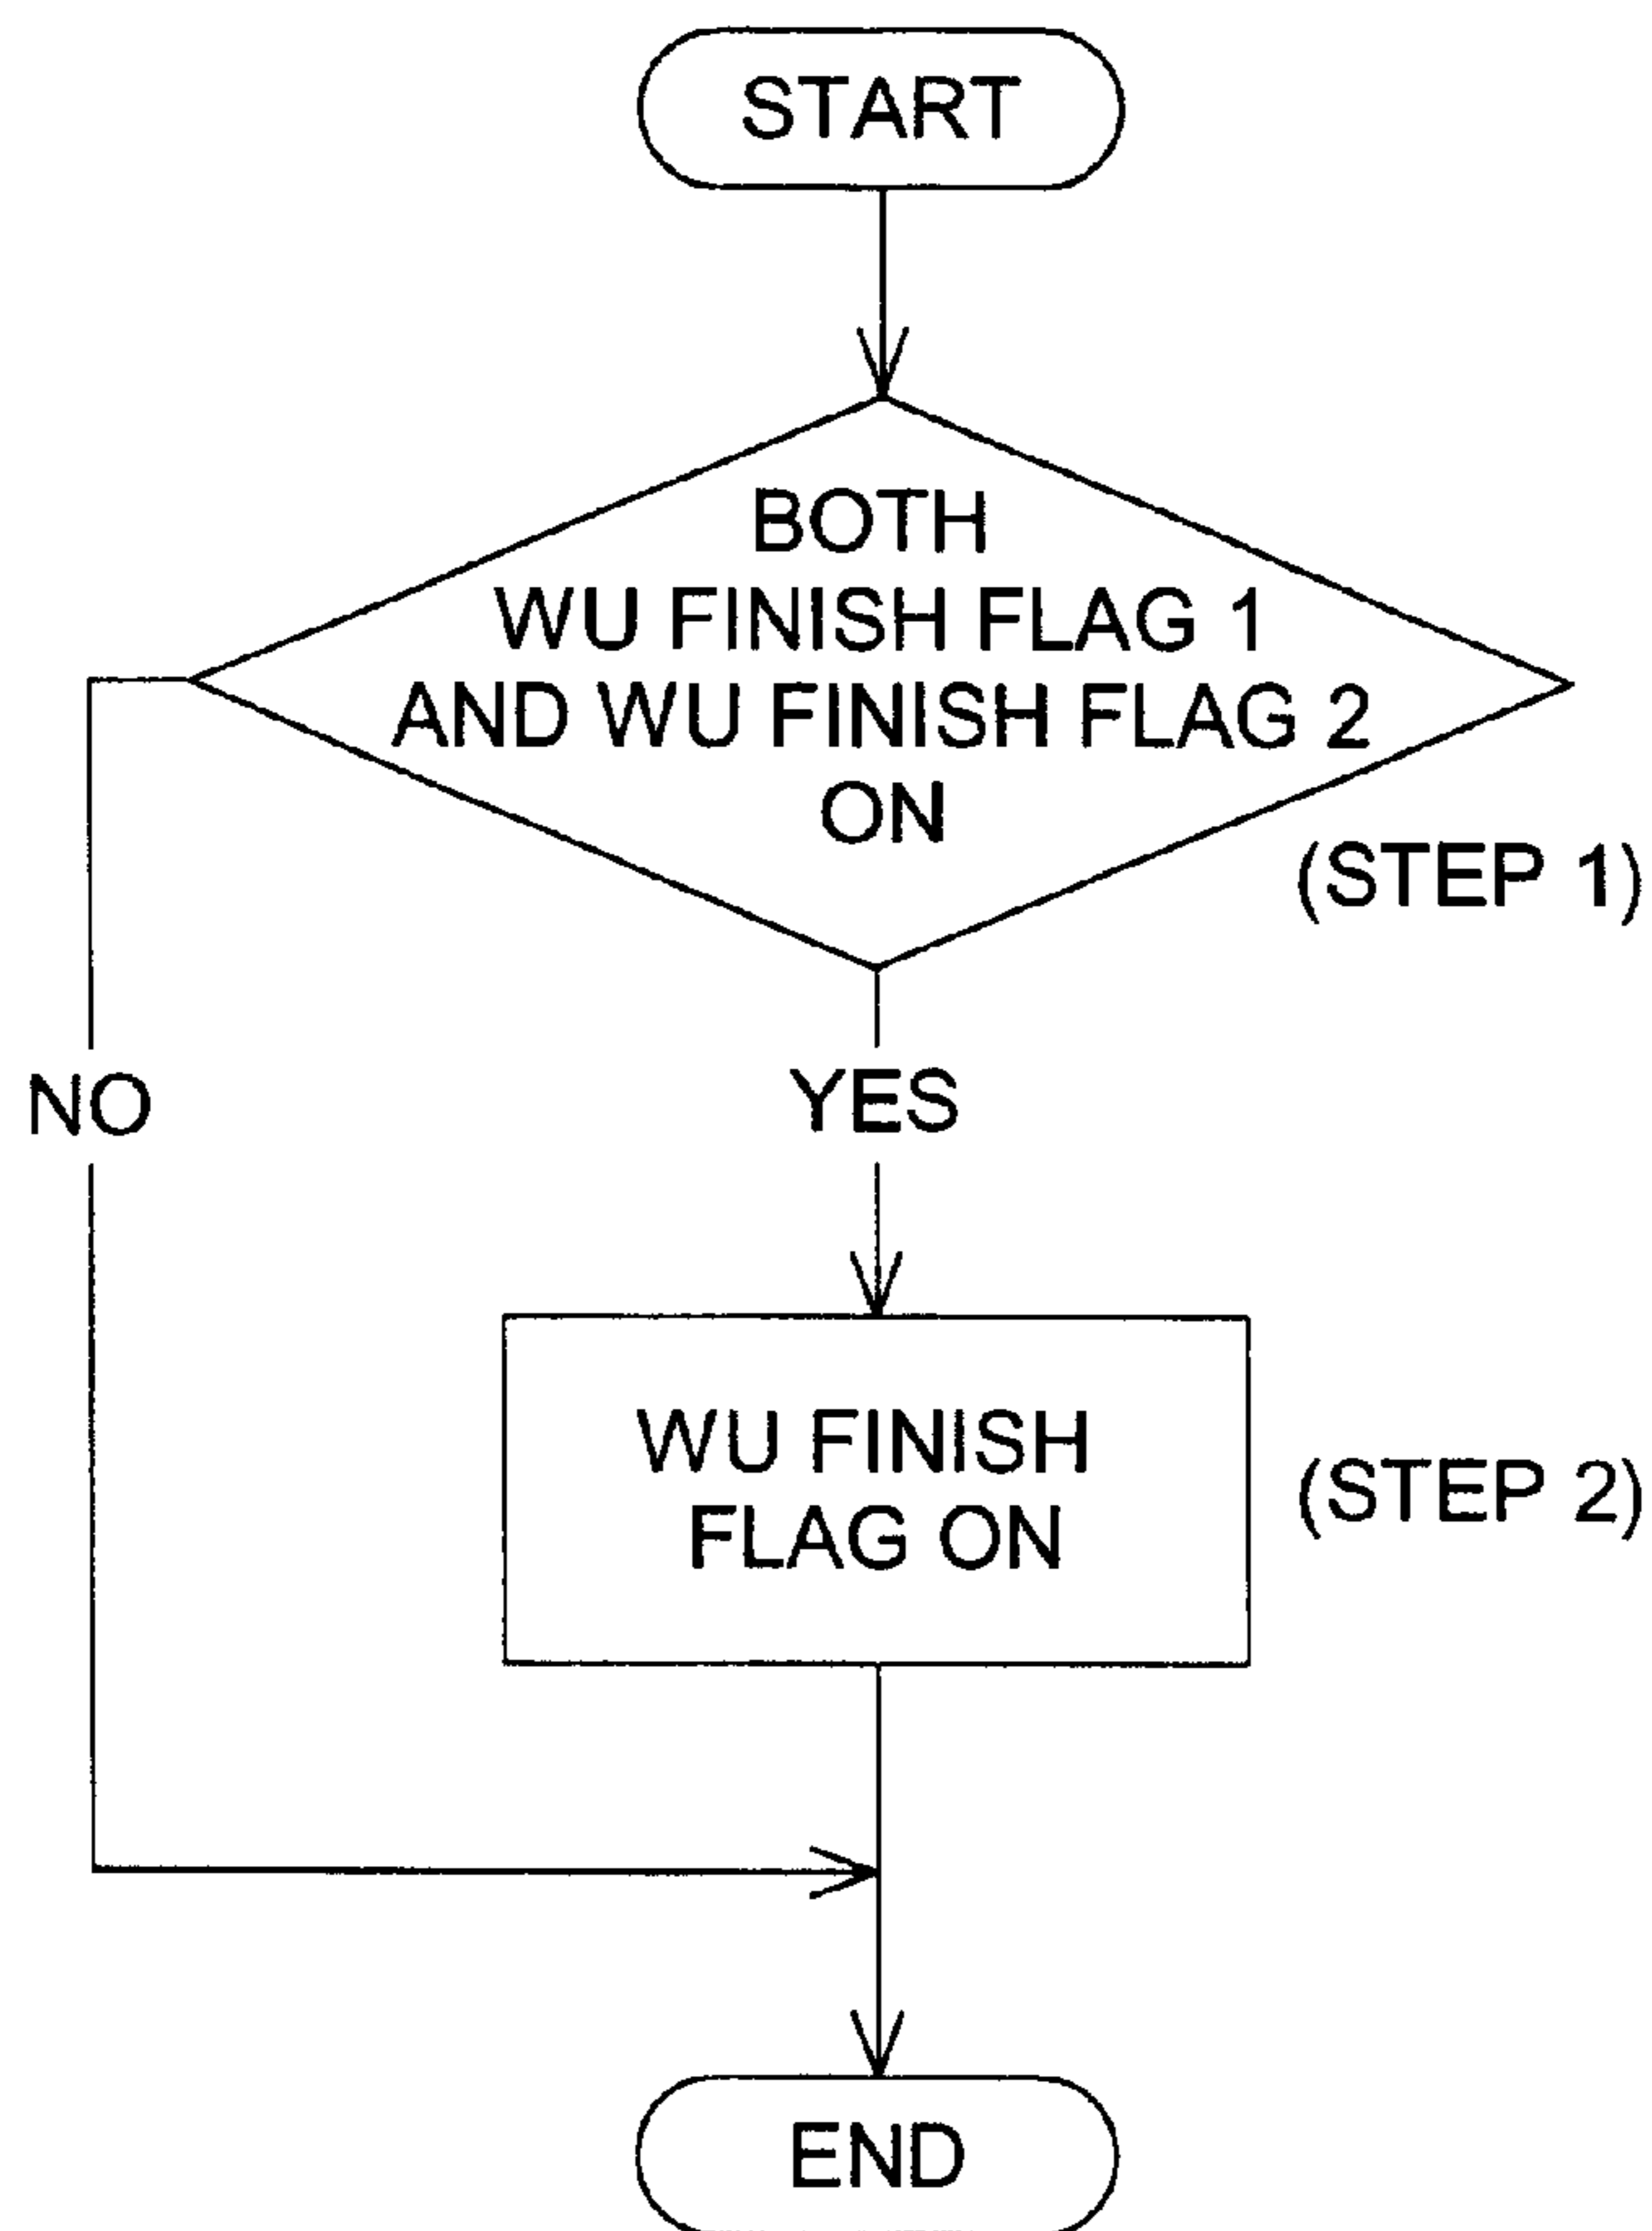 START
BOTH
WU FINISH FLAG 1
AND WU FINISH FLAG 2
ON
(STEP 1)
NO
YES
WU FINISH
FLAG ON
(STEP 2)
END